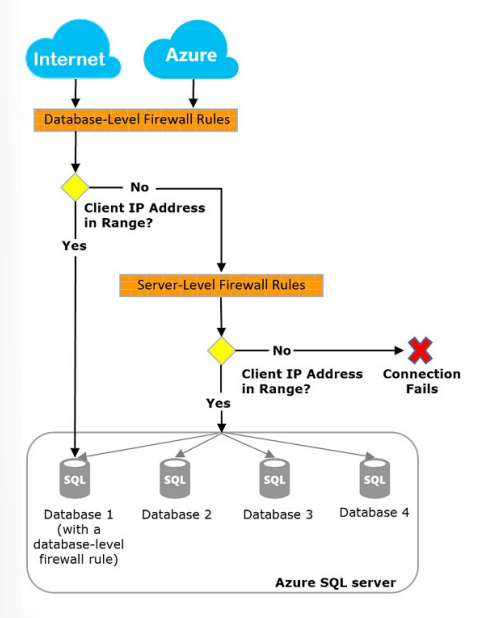 Internet
Azure
Database-Level Firewall Rules
No
Client IP Address
in Range?
Yes
Server-Level Firewall Rules
No
Client IP Address
in Range?
Connection
Fails
Yes
SQL
SQL
SQL
SQL
Database 1
(with a
database-level
firewall rule)
Database 2
Database 3
Database 4
Azure SQL server